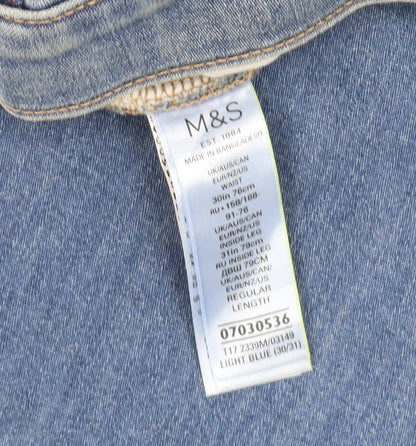 M&S
EST. 1884
MADE IN BANGLADESH
UK/AUS/CAN
EUR/NZ/US
WAIST
30in 76cm
RU • 158/168-
91-76
UK/AUS/CAN
EUR/NZ/US
INSIDE LEG
31in 79cm
RU INSIDE LEG
ДВШ 79CM
UK/AUS/CAN/
EUR/NZ/US
REGULAR
LENGTH
07030536
T17 2339M/03149
LIGHT BLUE (30/31)